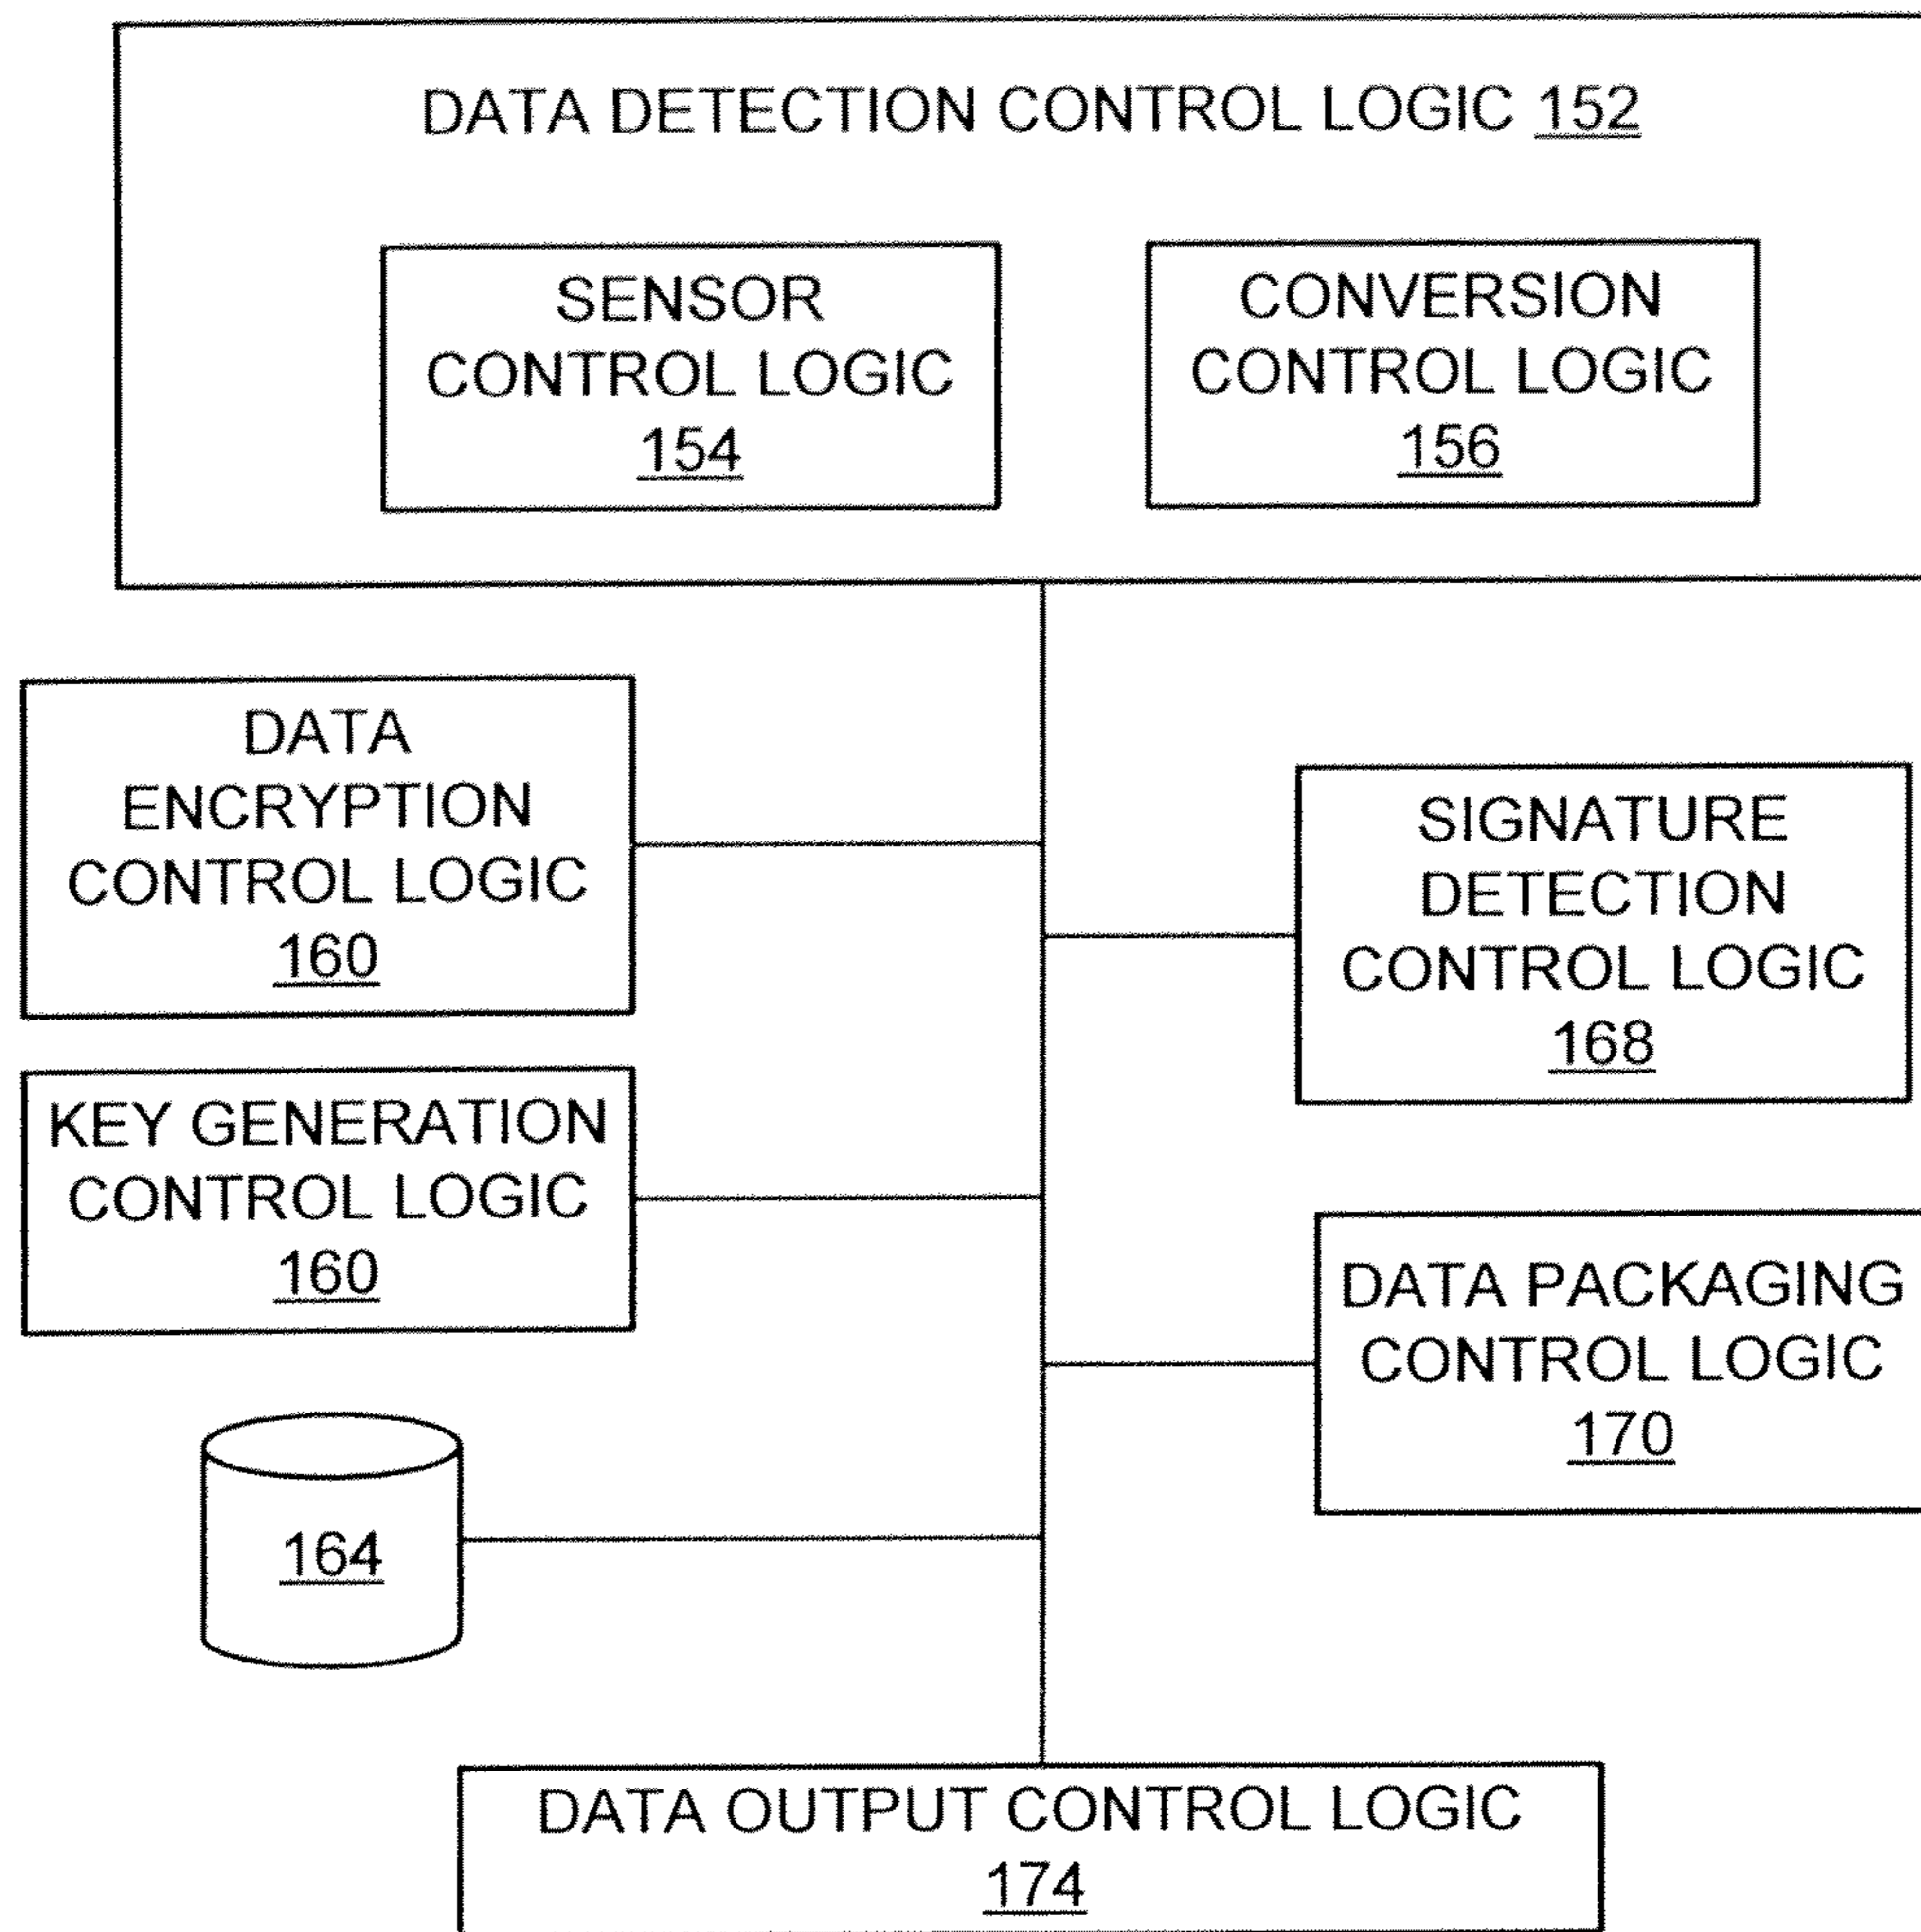 DATA DETECTION CONTROL LOGIC 152
SENSOR
CONTROL LOGIC
154
CONVERSION
CONTROL LOGIC
156
DATA
ENCRYPTION
CONTROL LOGIC
160
SIGNATURE
DETECTION
CONTROL LOGIC
168
KEY GENERATION
CONTROL LOGIC
160
DATA PACKAGING
CONTROL LOGIC
170
164
DATA OUTPUT CONTROL LOGIC
174